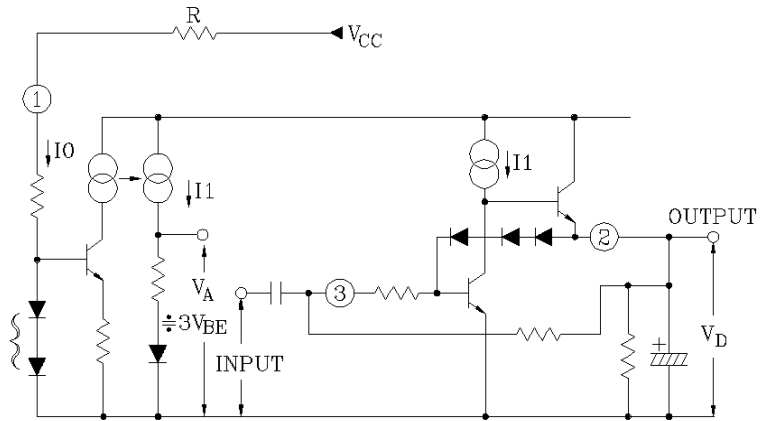 R
VCC
1
I0
I1
I1
OUTPUT
2
VA
3
≒3VBE
INPUT
+
VD